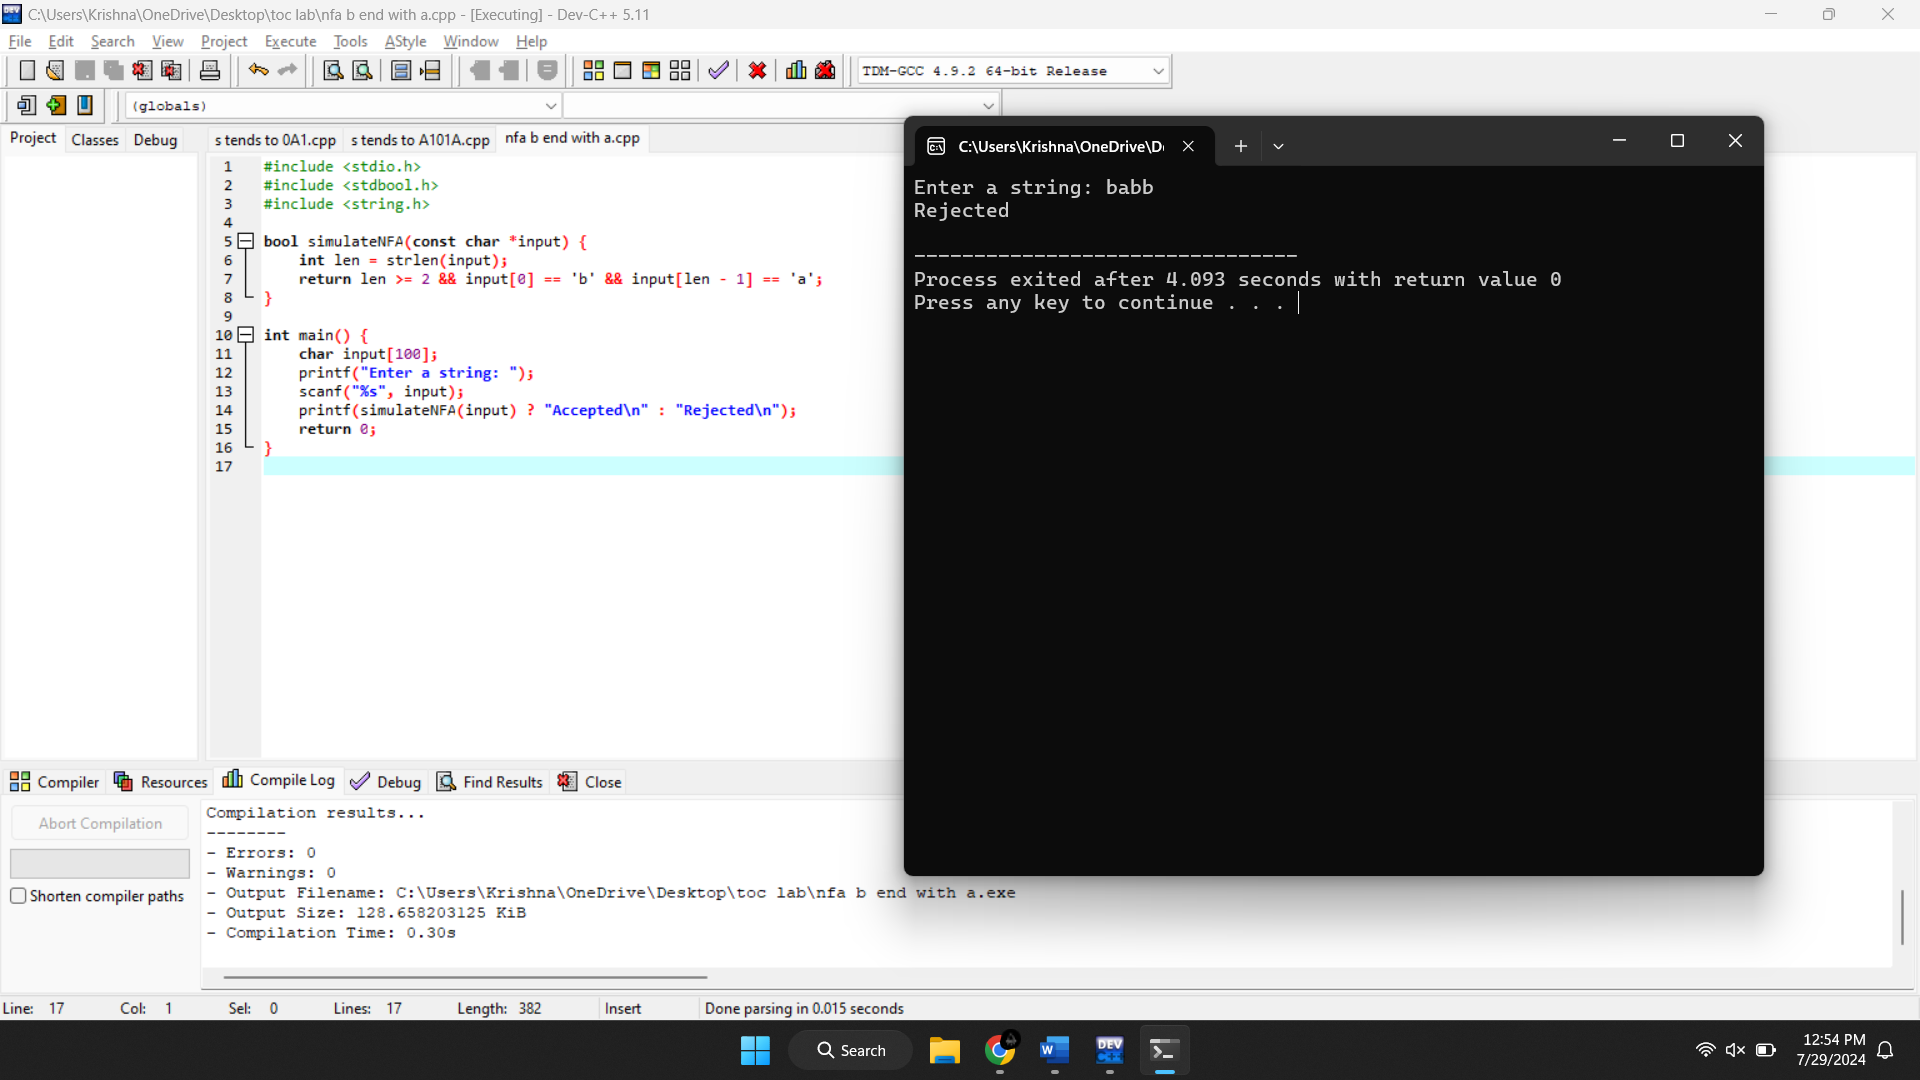 C:\Users\Krishna\OneDrive\Desktop\toc lab\nfa b end with a.cpp - [Executing] - Dev-C++ 5.11
File Edit Search View Project Execute Tools AStyle Window Help
TDM-GCC 4.9.2 64-bit Release
(globals)
Project Classes Debug
s tends to 0A1.cpp s tends to A101A.cpp nfa b end with a.cpp
1 #include <stdio.h>
2 #include <stdbool.h>
3 #include <string.h>
4
5 bool simulateNFA(const char *input) {
6 int len = strlen(input);
7 return len >= 2 && input[0] == 'b' && input[len - 1] == 'a';
8 }
9
10 int main() {
11 char input[100];
12 printf("Enter a string: ");
13 scanf("%s", input);
14 printf(simulateNFA(input) ? "Accepted\n" : "Rejected\n");
15 return 0;
16 }
17
C:\Users\Krishna\OneDrive\D
Enter a string: babb
Rejected
--------------------------------
Process exited after 4.093 seconds with return value 0
Press any key to continue . . .
Compiler Resources Compile Log Debug Find Results Close
Abort Compilation
Shorten compiler paths
Compilation results...
--------
- Errors: 0
- Warnings: 0
- Output Filename: C:\Users\Krishna\OneDrive\Desktop\toc lab\nfa b end with a.exe
- Output Size: 128.658203125 KiB
- Compilation Time: 0.30s
Line: 17 Col: 1 Sel: 0 Lines: 17 Length: 382 Insert Done parsing in 0.015 seconds
Search
DEV
12:54 PM
7/29/2024